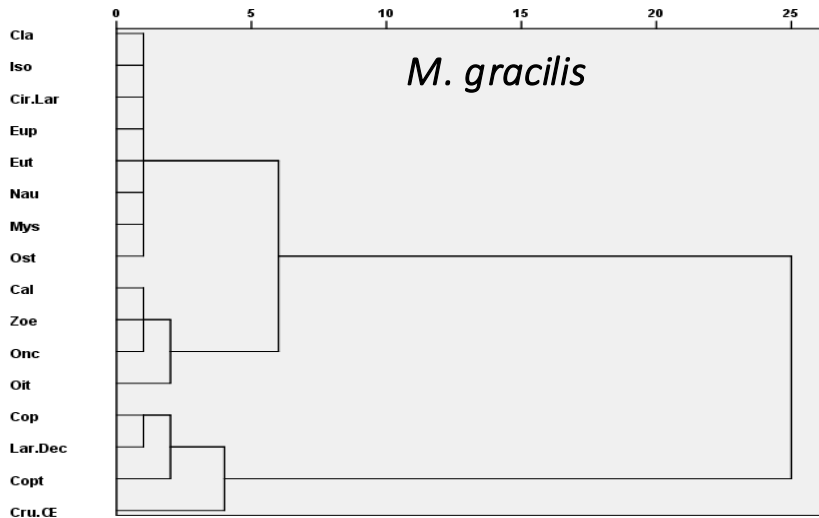 0 5 10 15 20 25
M. gracilis
Cla
Iso
Cir.Lar
Eup
Eut
Nau
Mys
Ost
Cal
Zoe
Onc
Oit
Cop
Lar.Dec
Copt
Cru.Œ